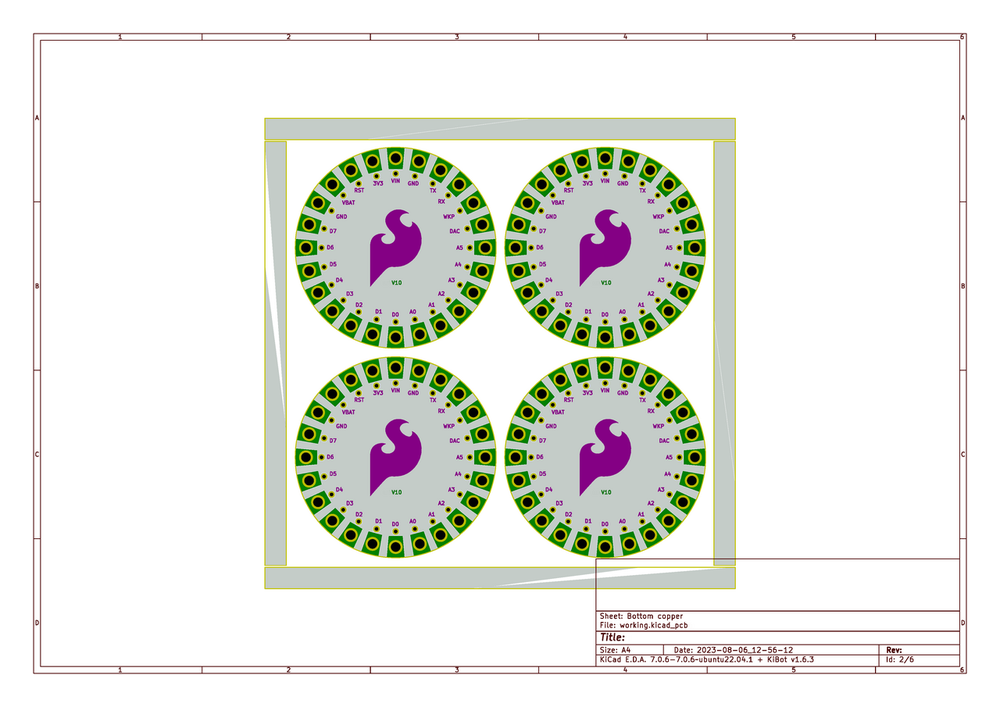 1 2 3 4 5 6
A A
VIN VIN
3V3 GND 3V3 GND
RST TX RST TX
VBAT RX VBAT RX
GND WKP GND WKP
D7 DAC D7 DAC
D6 A5 D6 A5
D5 A4 D5 A4
D4 A3 D4 A3
B B
V10 V10
D3 A2 D3 A2
D2 A1 D2 A1
D1 A0 D1 A0
D0 D0
VIN VIN
3V3 GND 3V3 GND
RST TX RST TX
VBAT RX VBAT RX
GND WKP GND WKP
D7 DAC D7 DAC
C C
D6 A5 D6 A5
D5 A4 D5 A4
D4 A3 D4 A3
V10 V10
D3 A2 D3 A2
D2 A1 D2 A1
D1 A0 D1 A0
D0 D0
D D
Sheet: Bottom copper
File: working.kicad_pcb
Title:
Size: A4 Date: 2023-08-06_12-56-12 Rev:
KiCad E.D.A. 7.0.6-7.0.6-ubuntu22.04.1 + KiBot v1.6.3 Id: 2/6
1 2 3 4 5 6